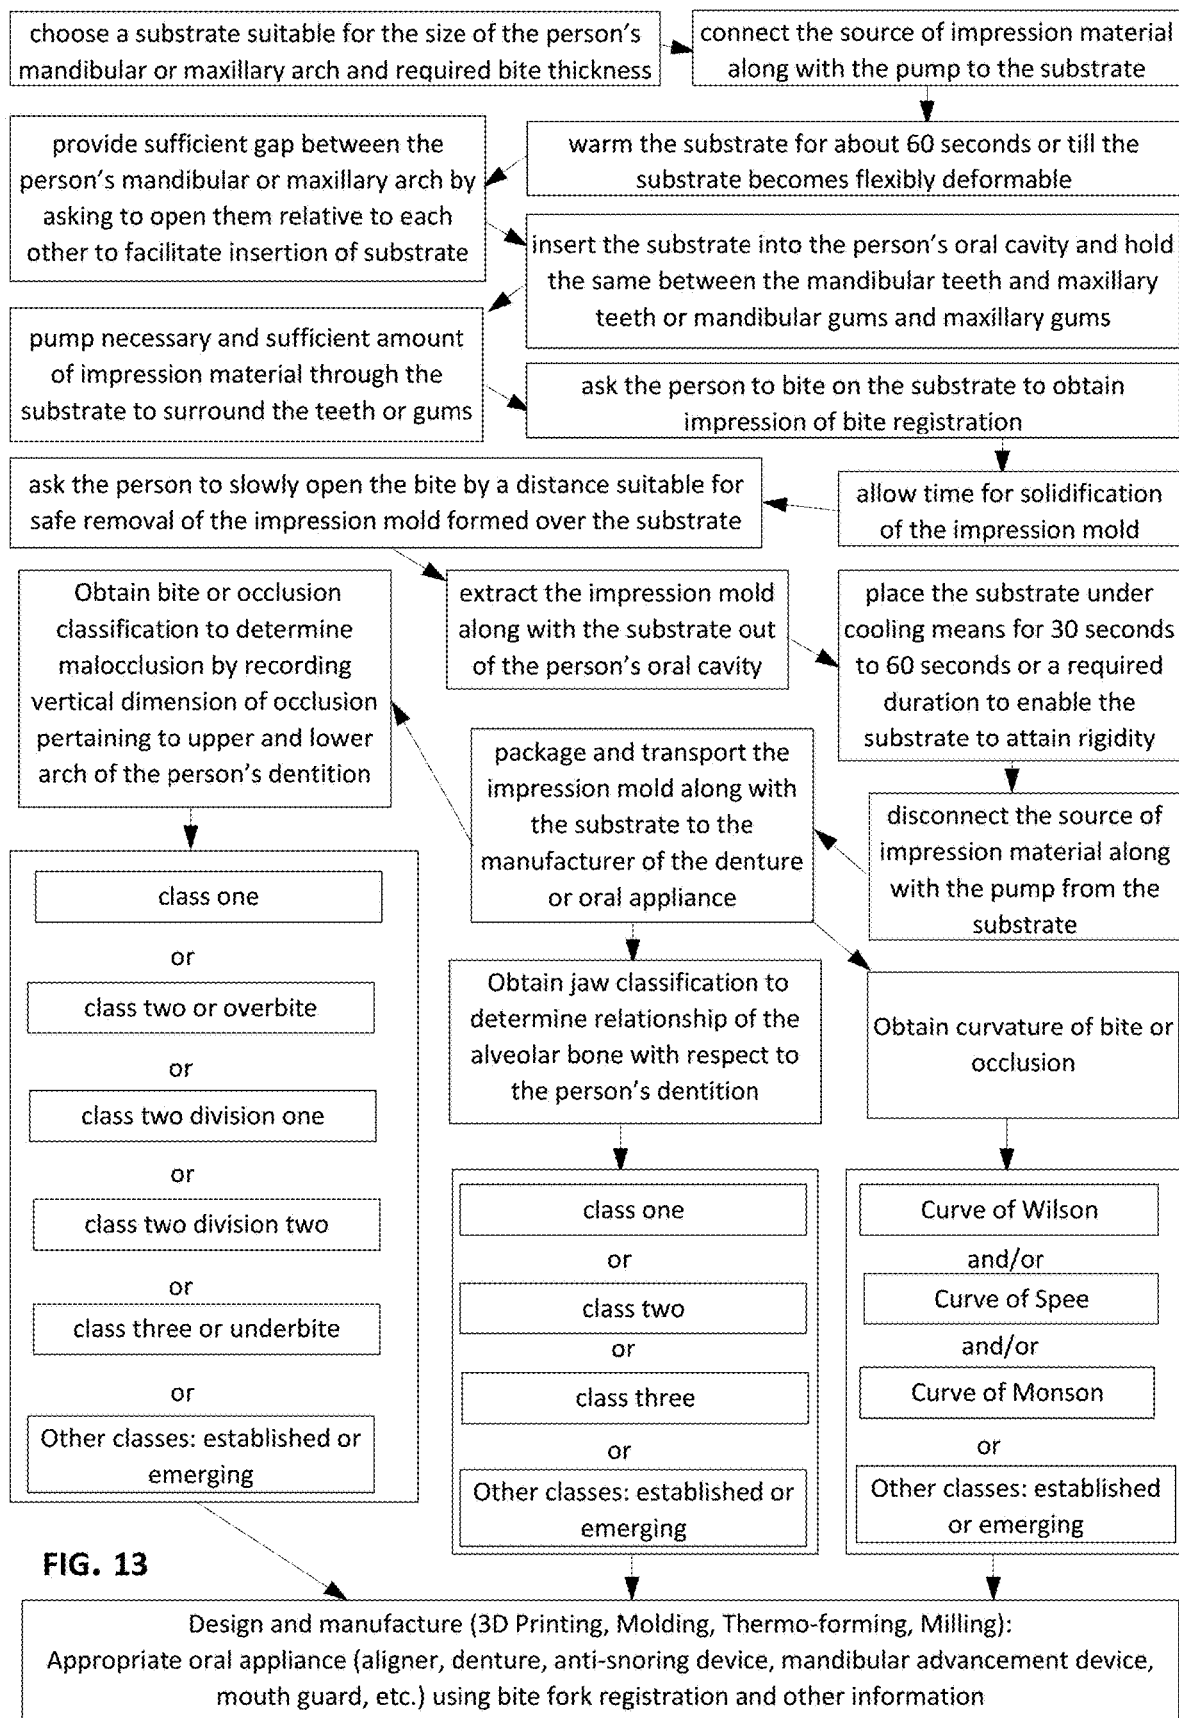 choose a substrate suitable for the size of the person's
mandibular or maxillary arch and required bite thickness
connect the source of impression material
along with the pump to the substrate
warm the substrate for about 60 seconds or till the
substrate becomes flexibly deformable
provide sufficient gap between the
person's mandibular or maxillary arch by
asking to open them relative to each
other to facilitate insertion of substrate
insert the substrate into the person's oral cavity and hold
the same between the mandibular teeth and maxillary
teeth or mandibular gums and maxillary gums
pump necessary and sufficient amount
of impression material through the
substrate to surround the teeth or gums
ask the person to bite on the substrate to obtain
impression of bite registration
allow time for solidification
of the impression mold
ask the person to slowly open the bite by a distance suitable for
safe removal of the impression mold formed over the substrate
extract the impression mold
along with the substrate out
of the person's oral cavity
place the substrate under
cooling means for 30 seconds
to 60 seconds or a required
duration to enable the
substrate to attain rigidity
disconnect the source of
impression material along
with the pump from the
substrate
package and transport the
impression mold along with
the substrate to the
manufacturer of the denture
or oral appliance
Obtain bite or occlusion
classification to determine
malocclusion by recording
vertical dimension of occlusion
pertaining to upper and lower
arch of the person's dentition
class one
or
class two or overbite
or
class two division one
or
class two division two
or
class three or underbite
or
Other classes: established or
emerging
Obtain jaw classification to
determine relationship of the
alveolar bone with respect to
the person's dentition
class one
or
class two
or
class three
or
Other classes: established or
emerging
Obtain curvature of bite or
occlusion
Curve of Wilson
and/or
Curve of Spee
and/or
Curve of Monson
or
Other classes: established
or emerging
FIG. 13
Design and manufacture (3D Printing, Molding, Thermo-forming, Milling):
Appropriate oral appliance (aligner, denture, anti-snoring device, mandibular advancement device,
mouth guard, etc.) using bite fork registration and other information